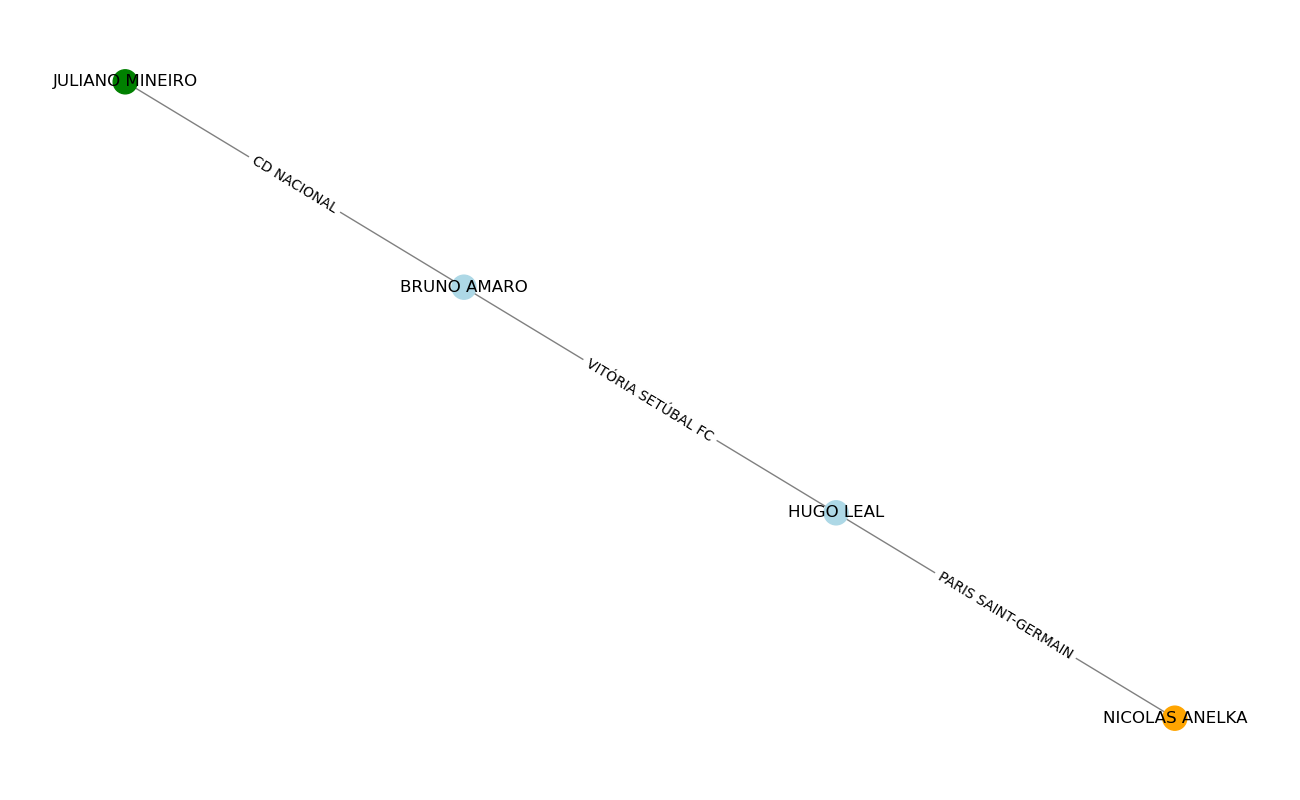 JULIANO MINEIRO
CD NACIONAL
BRUNO AMARO
VITÓRIA SETÚBAL FC
HUGO LEAL
PARIS SAINT-GERMAIN
NICOLAS ANELKA